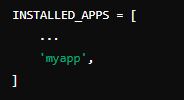 INSTALLED_APPS = [
    ...
    'myapp',
]